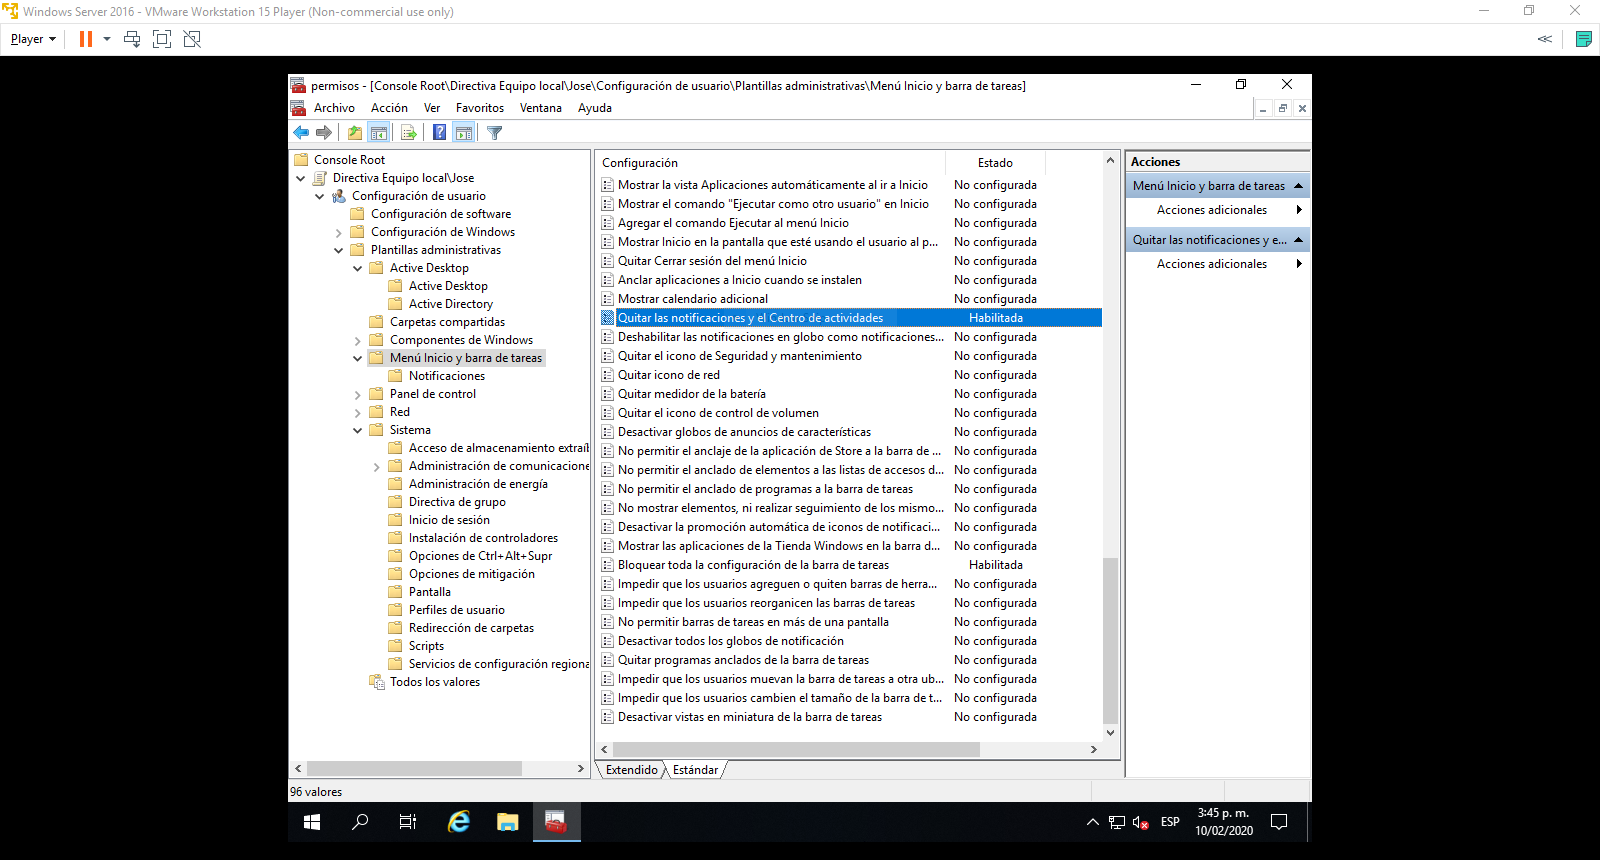 Windows Server 2016 - VMware Workstation 15 Player (Non-commercial use only)
Player
permisos - [Console Root\Directiva Equipo local\Jose\Configuración de usuario\Plantillas administrativas\Menú Inicio y barra de tareas]
Archivo Acción Ver Favoritos Ventana Ayuda
Console Root
Directiva Equipo local\Jose
Configuración de usuario
Configuración de software
Configuración de Windows
Plantillas administrativas
Active Desktop
Active Desktop
Active Directory
Carpetas compartidas
Componentes de Windows
Menú Inicio y barra de tareas
Notificaciones
Panel de control
Red
Sistema
Acceso de almacenamiento extraíb
Administración de comunicacione
Administración de energía
Directiva de grupo
Inicio de sesión
Instalación de controladores
Opciones de Ctrl+Alt+Supr
Opciones de mitigación
Pantalla
Perfiles de usuario
Redirección de carpetas
Scripts
Servicios de configuración regiona
Todos los valores
Configuración Estado
Mostrar la vista Aplicaciones automáticamente al ir a Inicio No configurada
Mostrar el comando "Ejecutar como otro usuario" en Inicio No configurada
Agregar el comando Ejecutar al menú Inicio No configurada
Mostrar Inicio en la pantalla que esté usando el usuario al p... No configurada
Quitar Cerrar sesión del menú Inicio No configurada
Anclar aplicaciones a Inicio cuando se instalen No configurada
Mostrar calendario adicional No configurada
Quitar las notificaciones y el Centro de actividades Habilitada
Deshabilitar las notificaciones en globo como notificaciones... No configurada
Quitar el icono de Seguridad y mantenimiento No configurada
Quitar icono de red No configurada
Quitar medidor de la batería No configurada
Quitar el icono de control de volumen No configurada
Desactivar globos de anuncios de características No configurada
No permitir el anclaje de la aplicación de Store a la barra de ... No configurada
No permitir el anclado de elementos a las listas de accesos d... No configurada
No permitir el anclado de programas a la barra de tareas No configurada
No mostrar elementos, ni realizar seguimiento de los mismo... No configurada
Desactivar la promoción automática de iconos de notificaci... No configurada
Mostrar las aplicaciones de la Tienda Windows en la barra d... No configurada
Bloquear toda la configuración de la barra de tareas Habilitada
Impedir que los usuarios agreguen o quiten barras de herra... No configurada
Impedir que los usuarios reorganicen las barras de tareas No configurada
No permitir barras de tareas en más de una pantalla No configurada
Desactivar todos los globos de notificación No configurada
Quitar programas anclados de la barra de tareas No configurada
Impedir que los usuarios muevan la barra de tareas a otra ub... No configurada
Impedir que los usuarios cambien el tamaño de la barra de t... No configurada
Desactivar vistas en miniatura de la barra de tareas No configurada
Extendido Estándar
Acciones
Menú Inicio y barra de tareas
Acciones adicionales
Quitar las notificaciones y e...
Acciones adicionales
96 valores
ESP
3:45 p. m.
10/02/2020